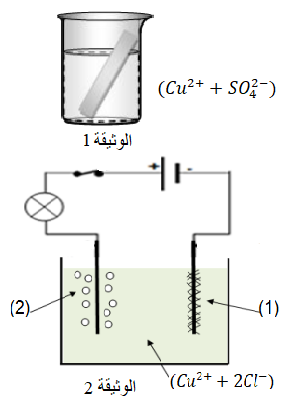 (Cu²⁺ + SO₄²⁻)
الوثيقة 1
+ -
(2)
(1)
الوثيقة 2
(Cu²⁺ + 2Cl⁻)